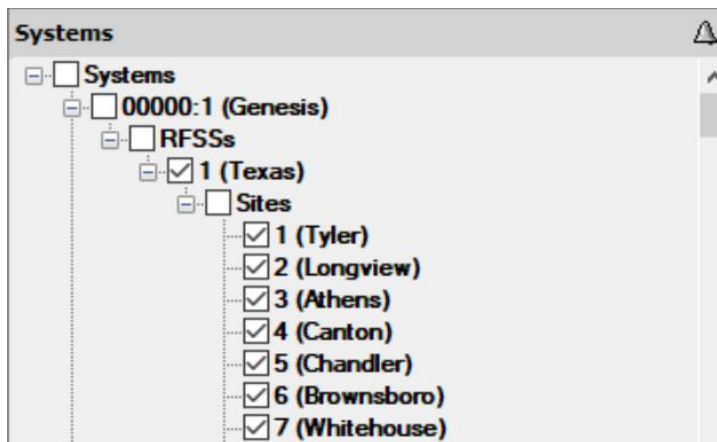 Systems
Systems
00000:1 (Genesis)
RFSSs
1 (Texas)
Sites
1 (Tyler)
2 (Longview)
3 (Athens)
4 (Canton)
5 (Chandler)
6 (Brownsboro)
7 (Whitehouse)